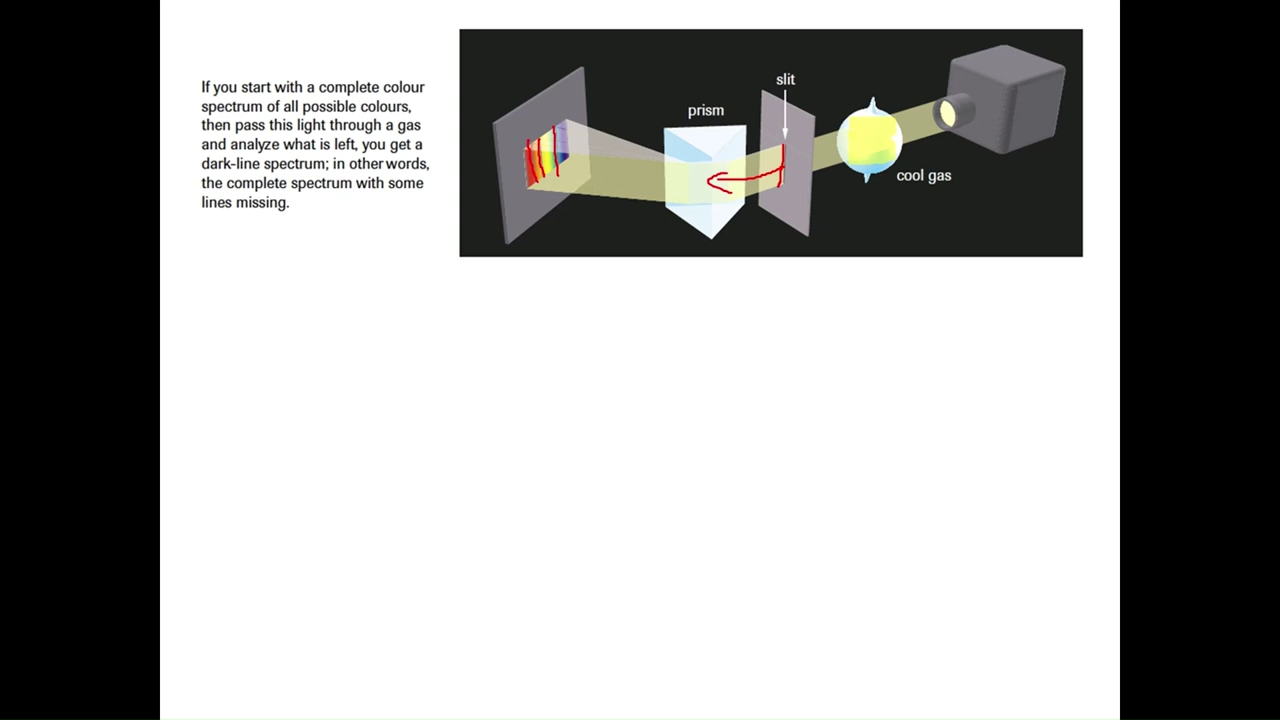 If you start with a complete colour
spectrum of all possible colours,
then pass this light through a gas
and analyze what is left, you get a
dark-line spectrum; in other words,
the complete spectrum with some
lines missing.
prism
slit
cool gas